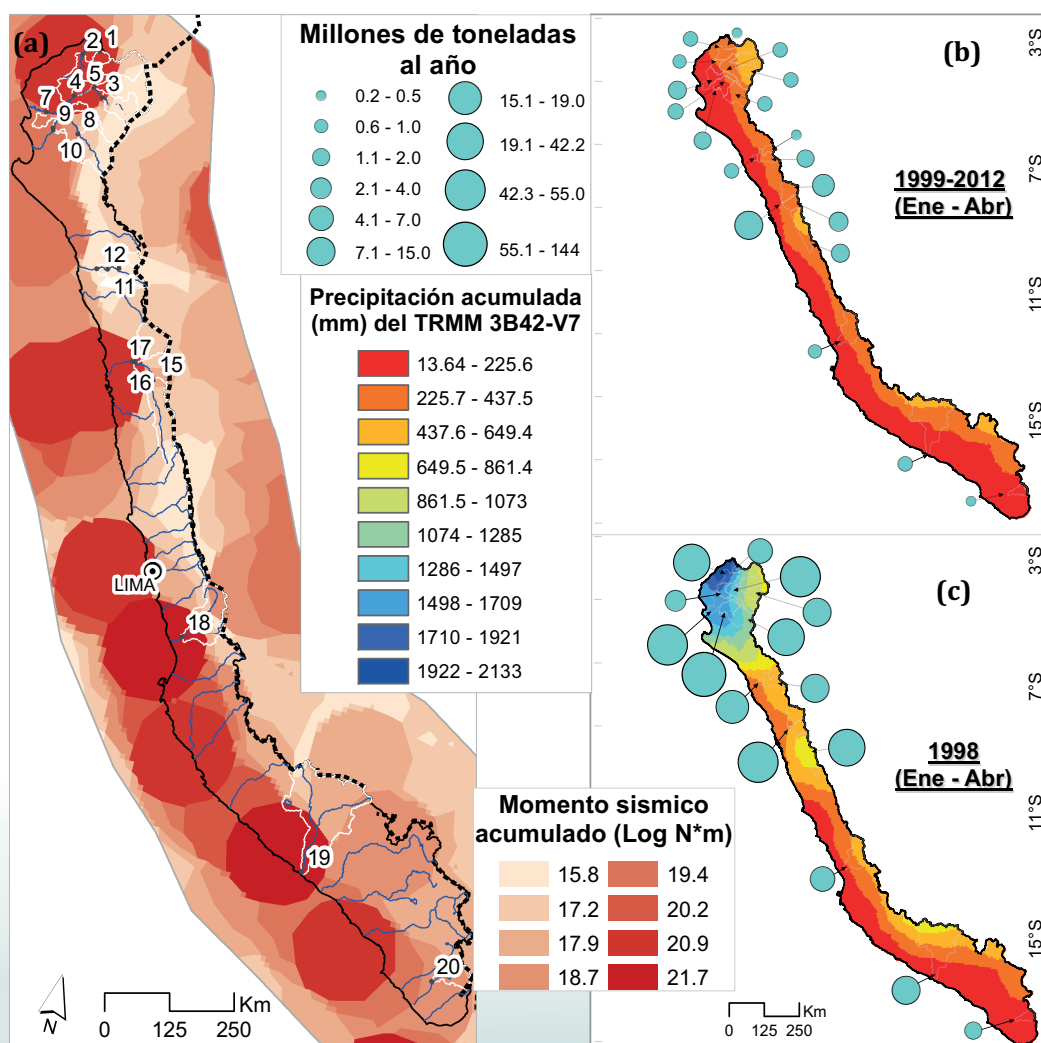 (a)
2 1
5
4 3
7
9 8
10
12
11
17
15
16
LIMA
18
19
20
N
0 125 250 Km
Millones de toneladas
al año
0.2 - 0.5
0.6 - 1.0
1.1 - 2.0
2.1 - 4.0
4.1 - 7.0
7.1 - 15.0
15.1 - 19.0
19.1 - 42.2
42.3 - 55.0
55.1 - 144
Precipitación acumulada
(mm) del TRMM 3B42-V7
13.64 - 225.6
225.7 - 437.5
437.6 - 649.4
649.5 - 861.4
861.5 - 1073
1074 - 1285
1286 - 1497
1498 - 1709
1710 - 1921
1922 - 2133
Momento sísmico
acumulado (Log N*m)
15.8
17.2
17.9
18.7
19.4
20.2
20.9
21.7
(b)
1999-2012
(Ene - Abr)
3°S
7°S
11°S
15°S
(c)
1998
(Ene - Abr)
3°S
7°S
11°S
15°S
0 125 250 Km